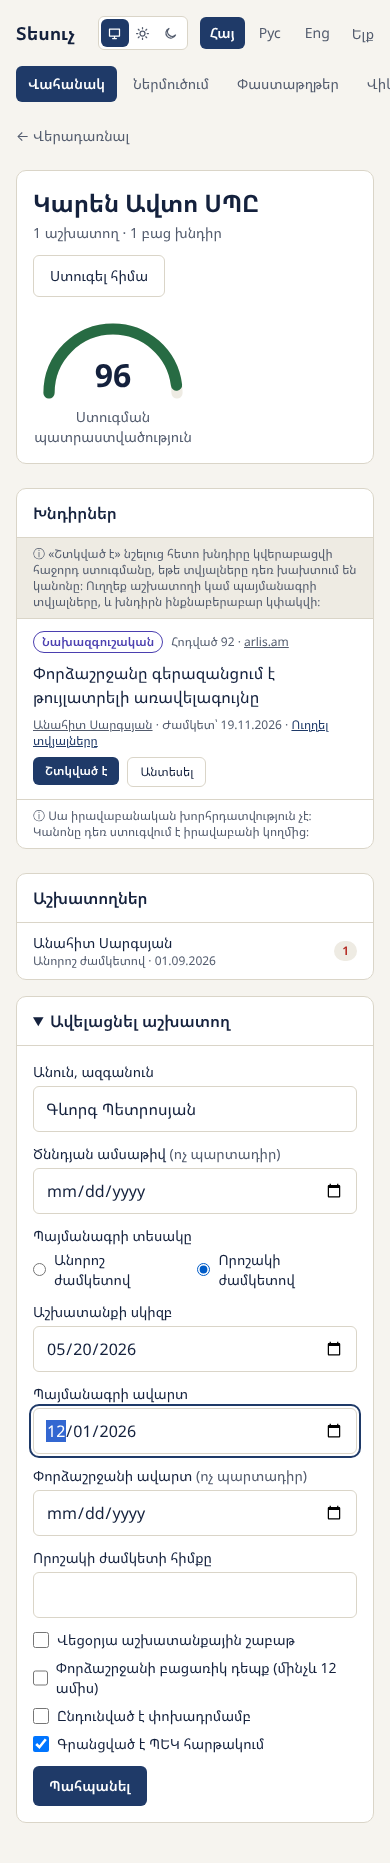 Տեսուչ
Հայ Рус Eng Ելք
Վահանակ Ներմուծում Փաստաթղթեր
← Վերադառնալ
Կարեն Ավտո ՍՊԸ
1 աշխատող · 1 բաց խնդիր
Ստուգել հիմա
96
Ստուգման
պատրաստվածություն
Խնդիրներ
ⓘ «Շտկված է» նշելուց հետո խնդիրը կվերաբացվի
հաջորդ ստուգմանը, եթե տվյալները դեռ խախտում են
կանոնը: Ուղղեք աշխատողի կամ պայմանագրի
տվյալները, և խնդիրն ինքնաբերաբար կփակվի:
Նախազգուշական Հոդված 92 · arlis.am
Փորձաշրջանը գերազանցում է
թույլատրելի առավելագույնը
Անահիտ Սարգսյան · Ժամկետ՝ 19.11.2026 · Ուղղել
տվյալները
Շտկված է Անտեսել
ⓘ Սա իրավաբանական խորհրդատվություն չէ:
Կանոնը դեռ ստուգվում է իրավաբանի կողմից:
Աշխատողներ
Անահիտ Սարգսյան
1
Անորոշ ժամկետով · 01.09.2026
▼ Ավելացնել աշխատող
Անուն, ազգանուն
Գևորգ Պետրոսյան
Ծննդյան ամսաթիվ (ոչ պարտադիր)
mm/dd/yyyy
Պայմանագրի տեսակը
Անորոշ ժամկետով Որոշակի ժամկետով
Աշխատանքի սկիզբ
05/20/2026
Պայմանագրի ավարտ
12/01/2026
Փորձաշրջանի ավարտ (ոչ պարտադիր)
mm/dd/yyyy
Որոշակի ժամկետի հիմքը
Վեցօրյա աշխատանքային շաբաթ
Փորձաշրջանի բացառիկ դեպք (մինչև 12
ամիս)
Ընդունված է փոխադրմամբ
Գրանցված է ՊԵԿ հարթակում
Պահպանել